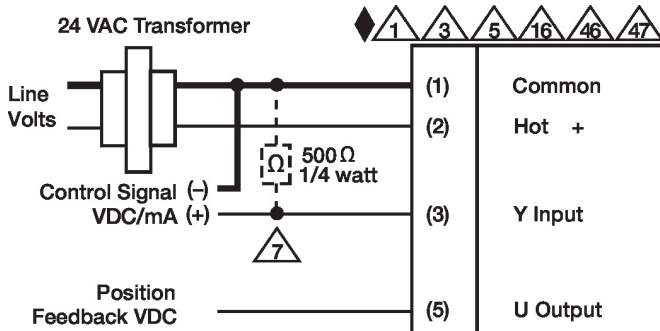 24 VAC Transformer
1 3 5 16 46 47
Line
Volts
(1) Common
(2) Hot +
Ω 500 Ω
1/4 watt
Control Signal (–)
VDC/mA (+)
(3) Y Input
7
Position
Feedback VDC
(5) U Output